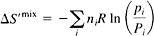 ΔS′ᵐⁱˣ = −∑ᵢ nᵢR ln (pᵢ/Pᵢ)